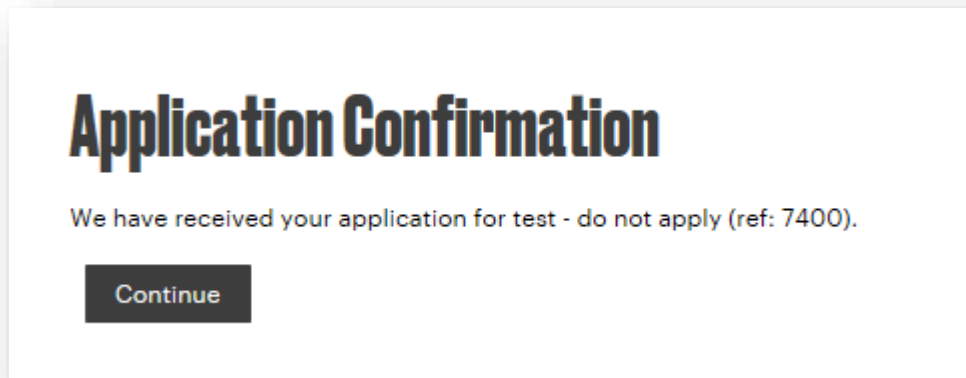 Application Confirmation
We have received your application for test - do not apply (ref: 7400).
Continue